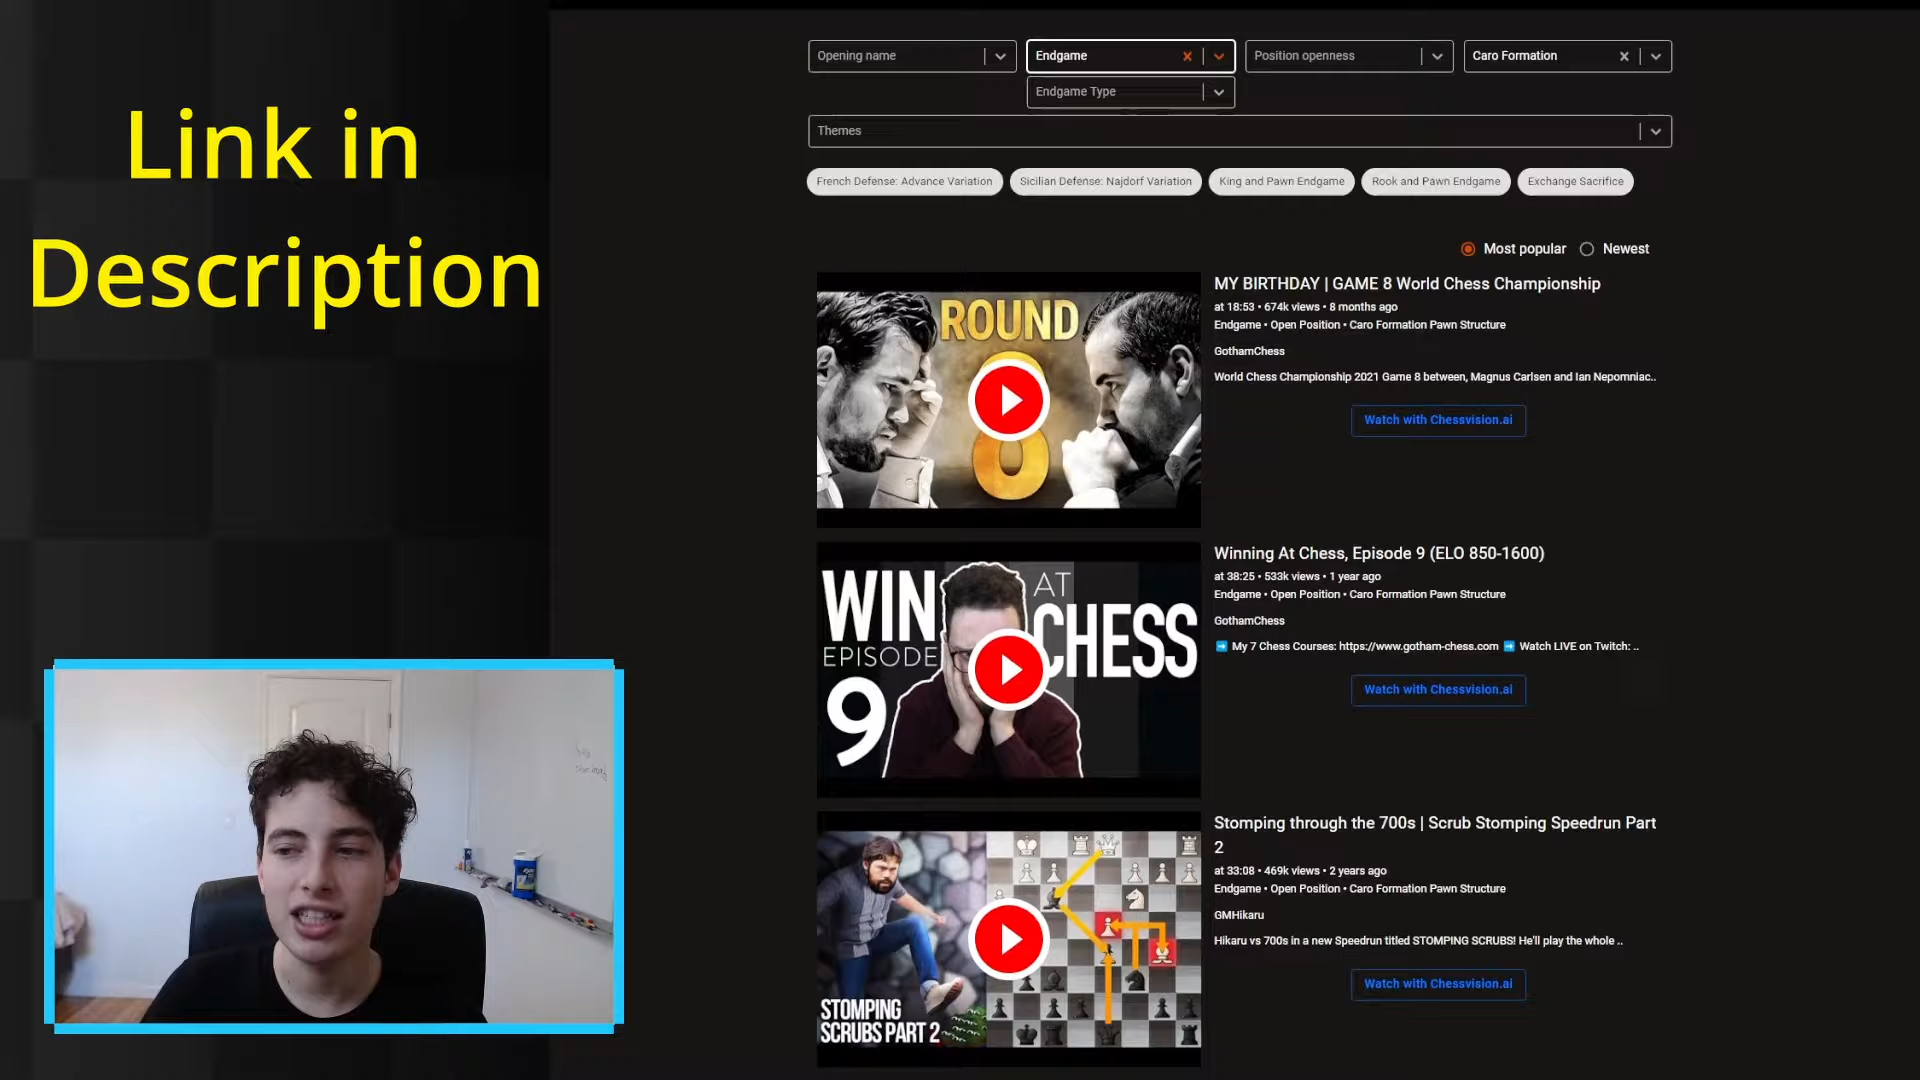 Link in
Description
Opening name
Endgame
Position openness
Caro Formation
Endgame Type
Themes
French Defense: Advance Variation
Sicilian Defense: Najdorf Variation
King and Pawn Endgame
Rook and Pawn Endgame
Exchange Sacrifice
Most popular
Newest
ROUND
8
MY BIRTHDAY | GAME 8 World Chess Championship
at 18:53 • 674k views • 8 months ago
Endgame • Open Position • Caro Formation Pawn Structure
GothamChess
World Chess Championship 2021 Game 8 between, Magnus Carlsen and Ian Nepomniac..
Watch with Chessvision.ai
WIN AT
EPISODE CHESS
9
Winning At Chess, Episode 9 (ELO 850-1600)
at 38:25 • 533k views • 1 year ago
Endgame • Open Position • Caro Formation Pawn Structure
GothamChess
➡️ My 7 Chess Courses: https://www.gotham-chess.com ➡️ Watch LIVE on Twitch: ..
Watch with Chessvision.ai
STOMPING
SCRUBS PART 2
Stomping through the 700s | Scrub Stomping Speedrun Part
2
at 33:08 • 469k views • 2 years ago
Endgame • Open Position • Caro Formation Pawn Structure
GMHikaru
Hikaru vs 700s in a new Speedrun titled STOMPING SCRUBS! He'll play the whole ..
Watch with Chessvision.ai